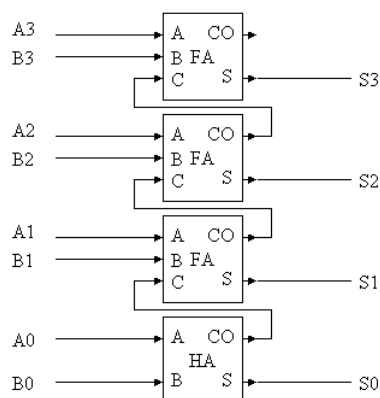 A3 A CO
B3 B FA
C S S3
A2 A CO
B2 B FA
C S S2
A1 A CO
B1 B FA
C S S1
A0 A CO
HA
B0 B S S0